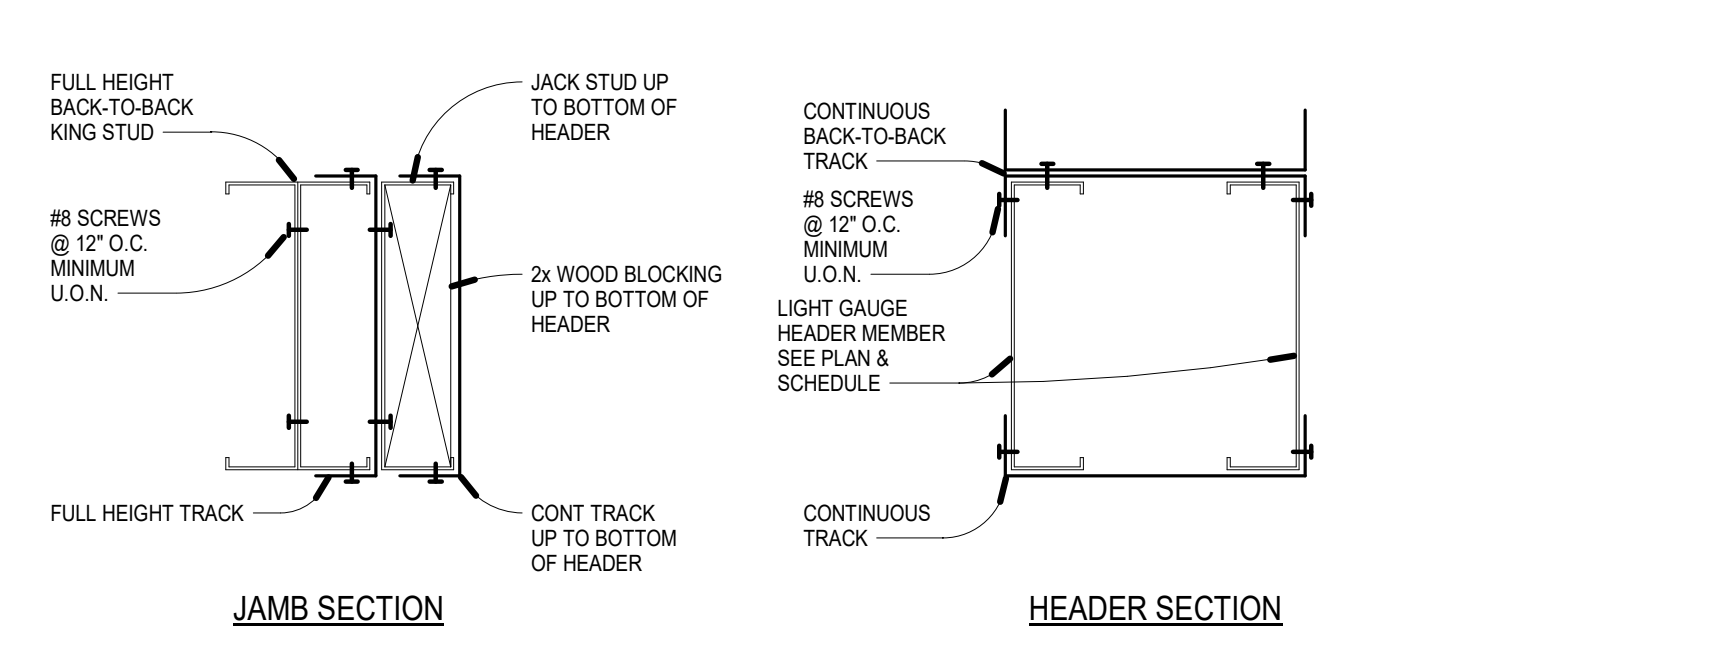 FULL HEIGHT
BACK-TO-BACK
KING STUD
#8 SCREWS
@ 12" O.C.
MINIMUM
U.O.N.
FULL HEIGHT TRACK
JACK STUD UP
TO BOTTOM OF
HEADER
2x WOOD BLOCKING
UP TO BOTTOM OF
HEADER
CONT TRACK
UP TO BOTTOM
OF HEADER
JAMB SECTION
CONTINUOUS
BACK-TO-BACK
TRACK
#8 SCREWS
@ 12" O.C.
MINIMUM
U.O.N.
LIGHT GAUGE
HEADER MEMBER
SEE PLAN &
SCHEDULE
CONTINUOUS
TRACK
HEADER SECTION